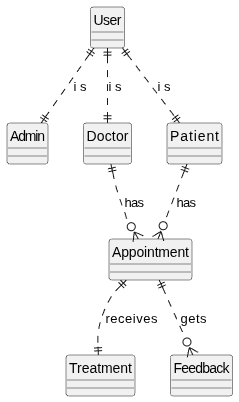 User
is
is
is
Admin
Doctor
Patient
has
has
Appointment
receives
gets
Treatment
Feedback